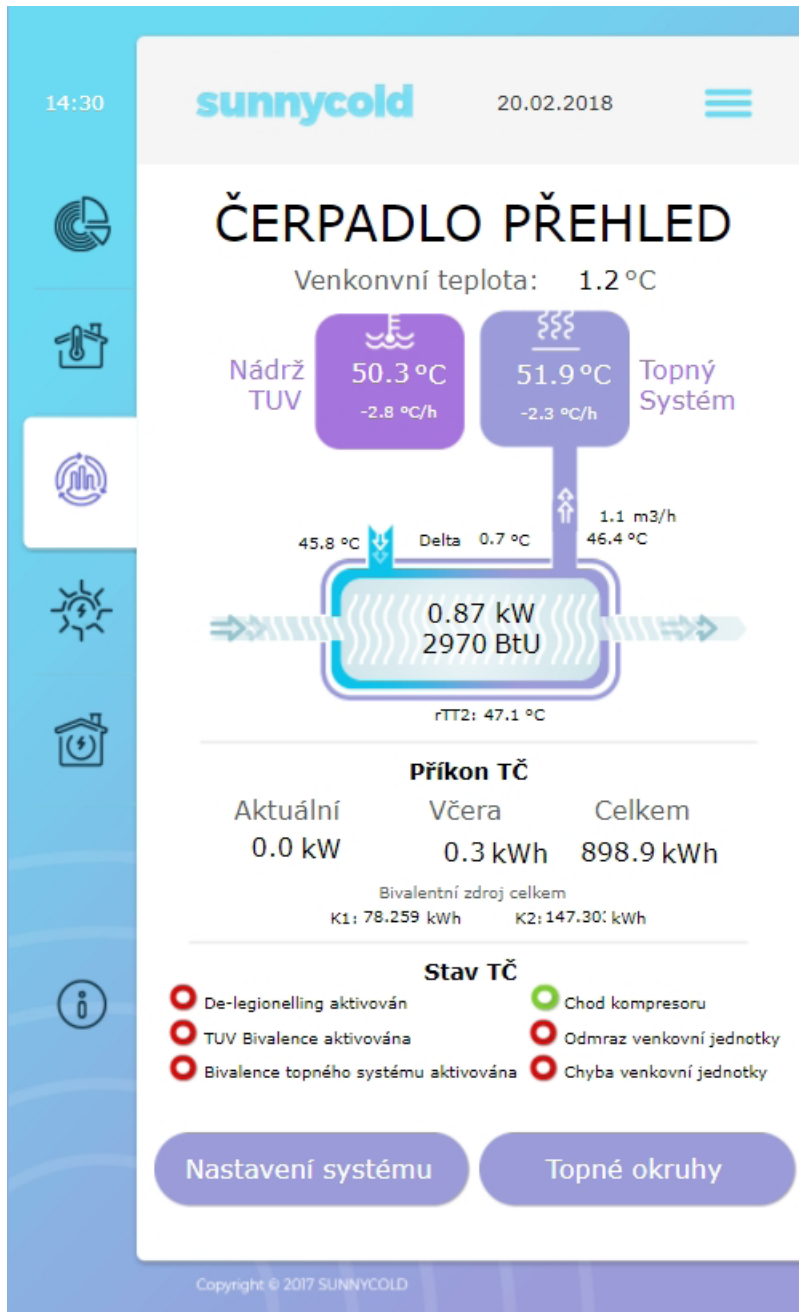 14:30
sunnycold
20.02.2018
ČERPADLO PŘEHLED
Venkonvní teplota: 1.2 °C
Nádrž
TUV
50.3 °C
-2.8 °C/h
51.9 °C
-2.3 °C/h
Topný
Systém
1.1 m3/h
45.8 °C
Delta 0.7 °C
46.4 °C
0.87 kW
2970 BtU
rTT2: 47.1 °C
Příkon TČ
Aktuální Včera Celkem
0.0 kW 0.3 kWh 898.9 kWh
Bivalentní zdroj celkem
K1: 78.259 kWh K2: 147.30 kWh
Stav TČ
De-legionelling aktivován
Chod kompresoru
TUV Bivalence aktivována
Odmraz venkovní jednotky
Bivalence topného systému aktivována
Chyba venkovní jednotky
Nastavení systému
Topné okruhy
Copyright © 2017 SUNNYCOLD